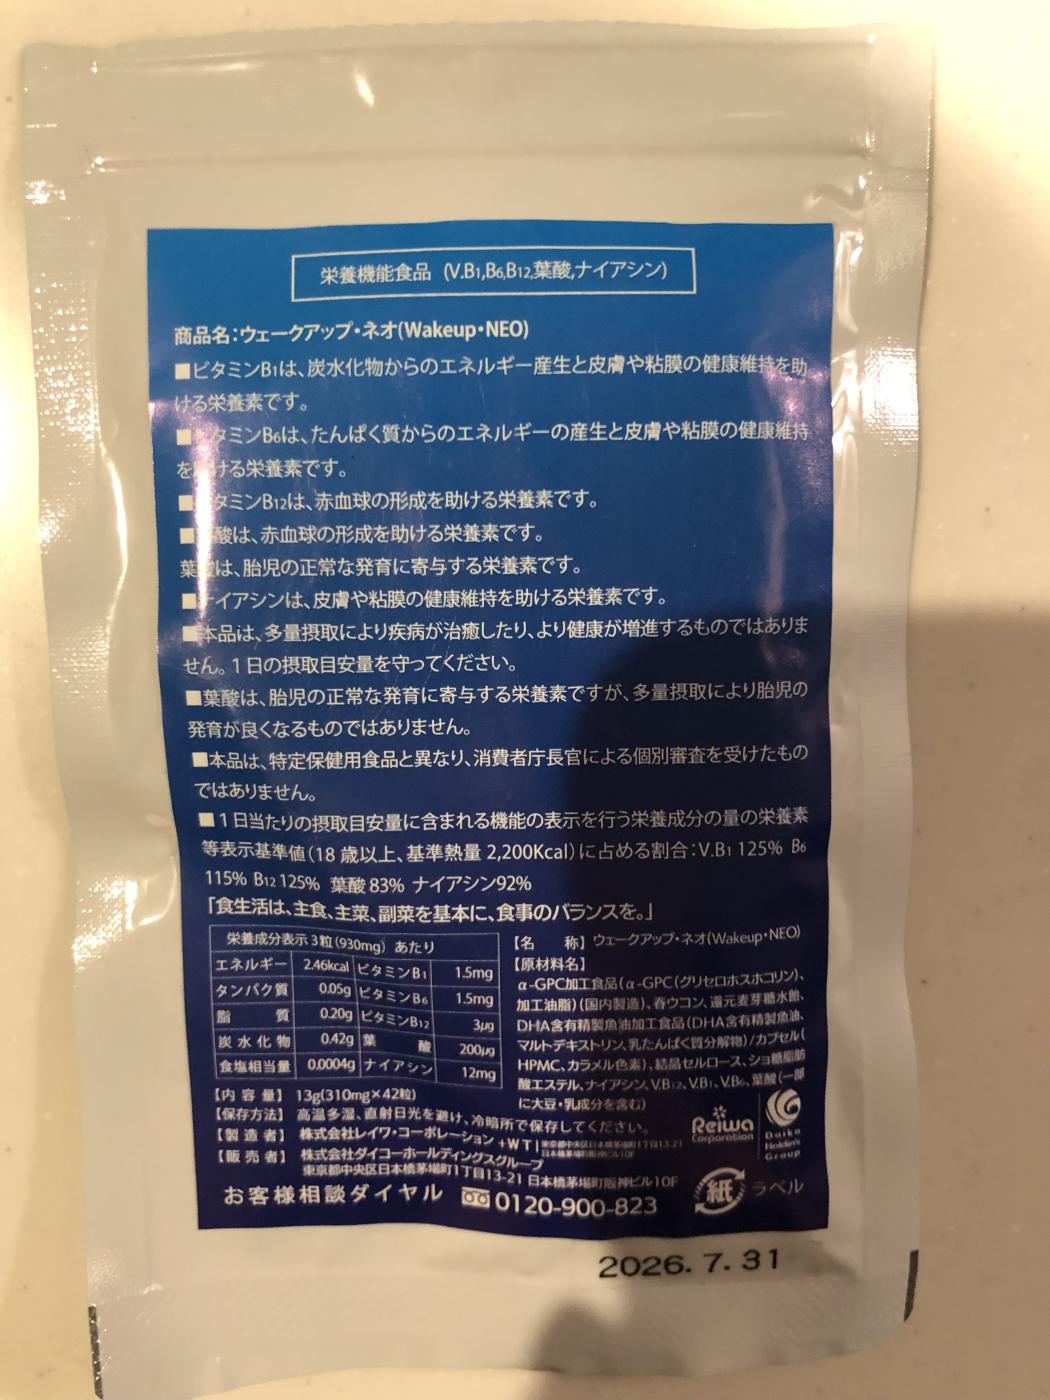 栄養機能食品 (V.B1,B6,B12,葉酸,ナイアシン)
商品名:ウェークアップ・ネオ(Wakeup・NEO)
■ビタミンB1は、炭水化物からのエネルギー産生と皮膚や粘膜の健康維持を助
ける栄養素です。
■ビタミンB6は、たんぱく質からのエネルギーの産生と皮膚や粘膜の健康維持
を助ける栄養素です。
■ビタミンB12は、赤血球の形成を助ける栄養素です。
■葉酸は、赤血球の形成を助ける栄養素です。
葉酸は、胎児の正常な発育に寄与する栄養素です。
■ナイアシンは、皮膚や粘膜の健康維持を助ける栄養素です。
■本品は、多量摂取により疾病が治癒したり、より健康が増進するものではありま
せん。1日の摂取目安量を守ってください。
■葉酸は、胎児の正常な発育に寄与する栄養素ですが、多量摂取により胎児の
発育が良くなるものではありません。
■本品は、特定保健用食品と異なり、消費者庁長官による個別審査を受けたもの
ではありません。
■1日当たりの摂取目安量に含まれる機能の表示を行う栄養成分の量の栄養素
等表示基準値(18歳以上、基準熱量2,200Kcal)に占める割合:V.B1 125% B6
115% B12 125% 葉酸 83% ナイアシン92%
「食生活は、主食、主菜、副菜を基本に、食事のバランスを。」
栄養成分表示 3粒(930mg) あたり
エネルギー 2.46kcal ビタミンB1 1.5mg
タンパク質 0.05g ビタミンB6 1.5mg
脂質 0.20g ビタミンB12 3μg
炭水化物 0.42g 葉酸 200μg
食塩相当量 0.0004g ナイアシン 12mg
【名 称】ウェークアップ・ネオ(Wakeup・NEO)
【原材料名】
α-GPC加工食品(α-GPC(グリセロホスホコリン)、
加工油脂)(国内製造)、春ウコン、還元麦芽糖水飴、
DHA含有精製魚油加工食品(DHA含有精製魚油、
マルトデキストリン、乳たんぱく質分解物)/カプセル(
HPMC、カラメル色素)、結晶セルロース、ショ糖脂肪
酸エステル、ナイアシン、V.B12、V.B1、V.B6、葉酸(一部
に大豆・乳成分を含む)
【内 容 量】 13g(310mg×42粒)
【保存方法】 高温多湿、直射日光を避け、冷暗所で保存してください。
【製 造 者】 株式会社レイワ・コーポレーション +WT1 東京都中央区日本橋茅場町1丁目13-21
日本橋茅場町阪神ビル10F
【販 売 者】 株式会社ダイコーホールディングスグループ
東京都中央区日本橋茅場町1丁目13-21 日本橋茅場町阪神ビル10F
お客様相談ダイヤル 0120-900-823
Reiwa
Corporation
Daiko
Holdin's
Group
紙 ラベル
2026. 7. 31